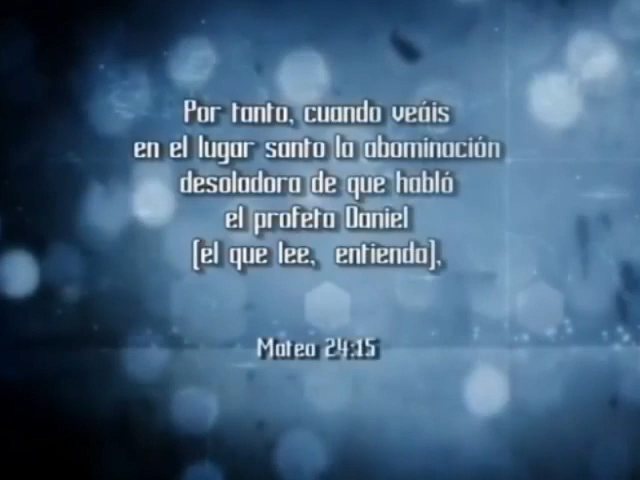 Por tanto, cuando veáis
en el lugar santo la abominación
desoladora de que habló
el profeta Daniel
(el que lee, entienda),
Mateo 24:15